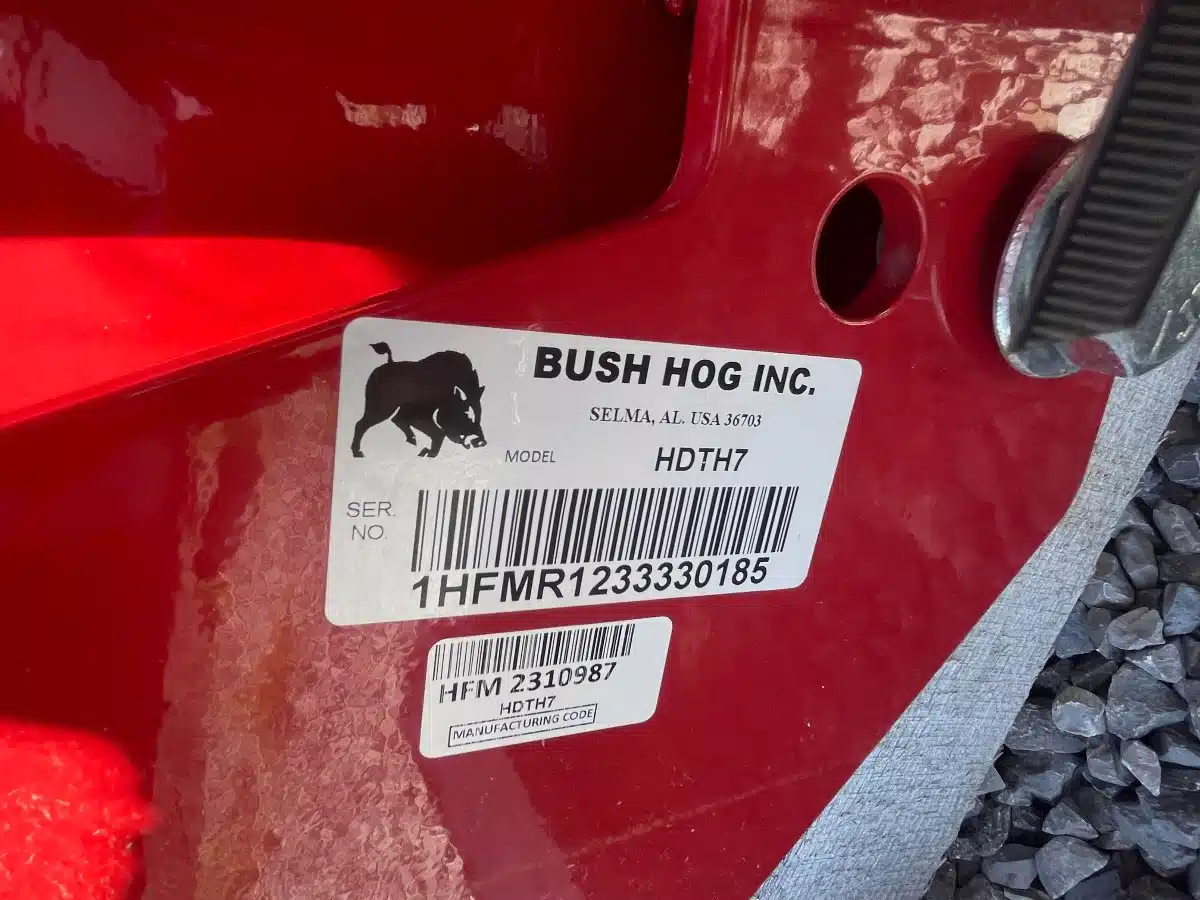 BUSH HOG INC.
SELMA, AL. USA 36703
MODEL HDTH7
SER. NO.
1HFMR1233330185
HFM 2310987
HDTH7
MANUFACTURING CODE